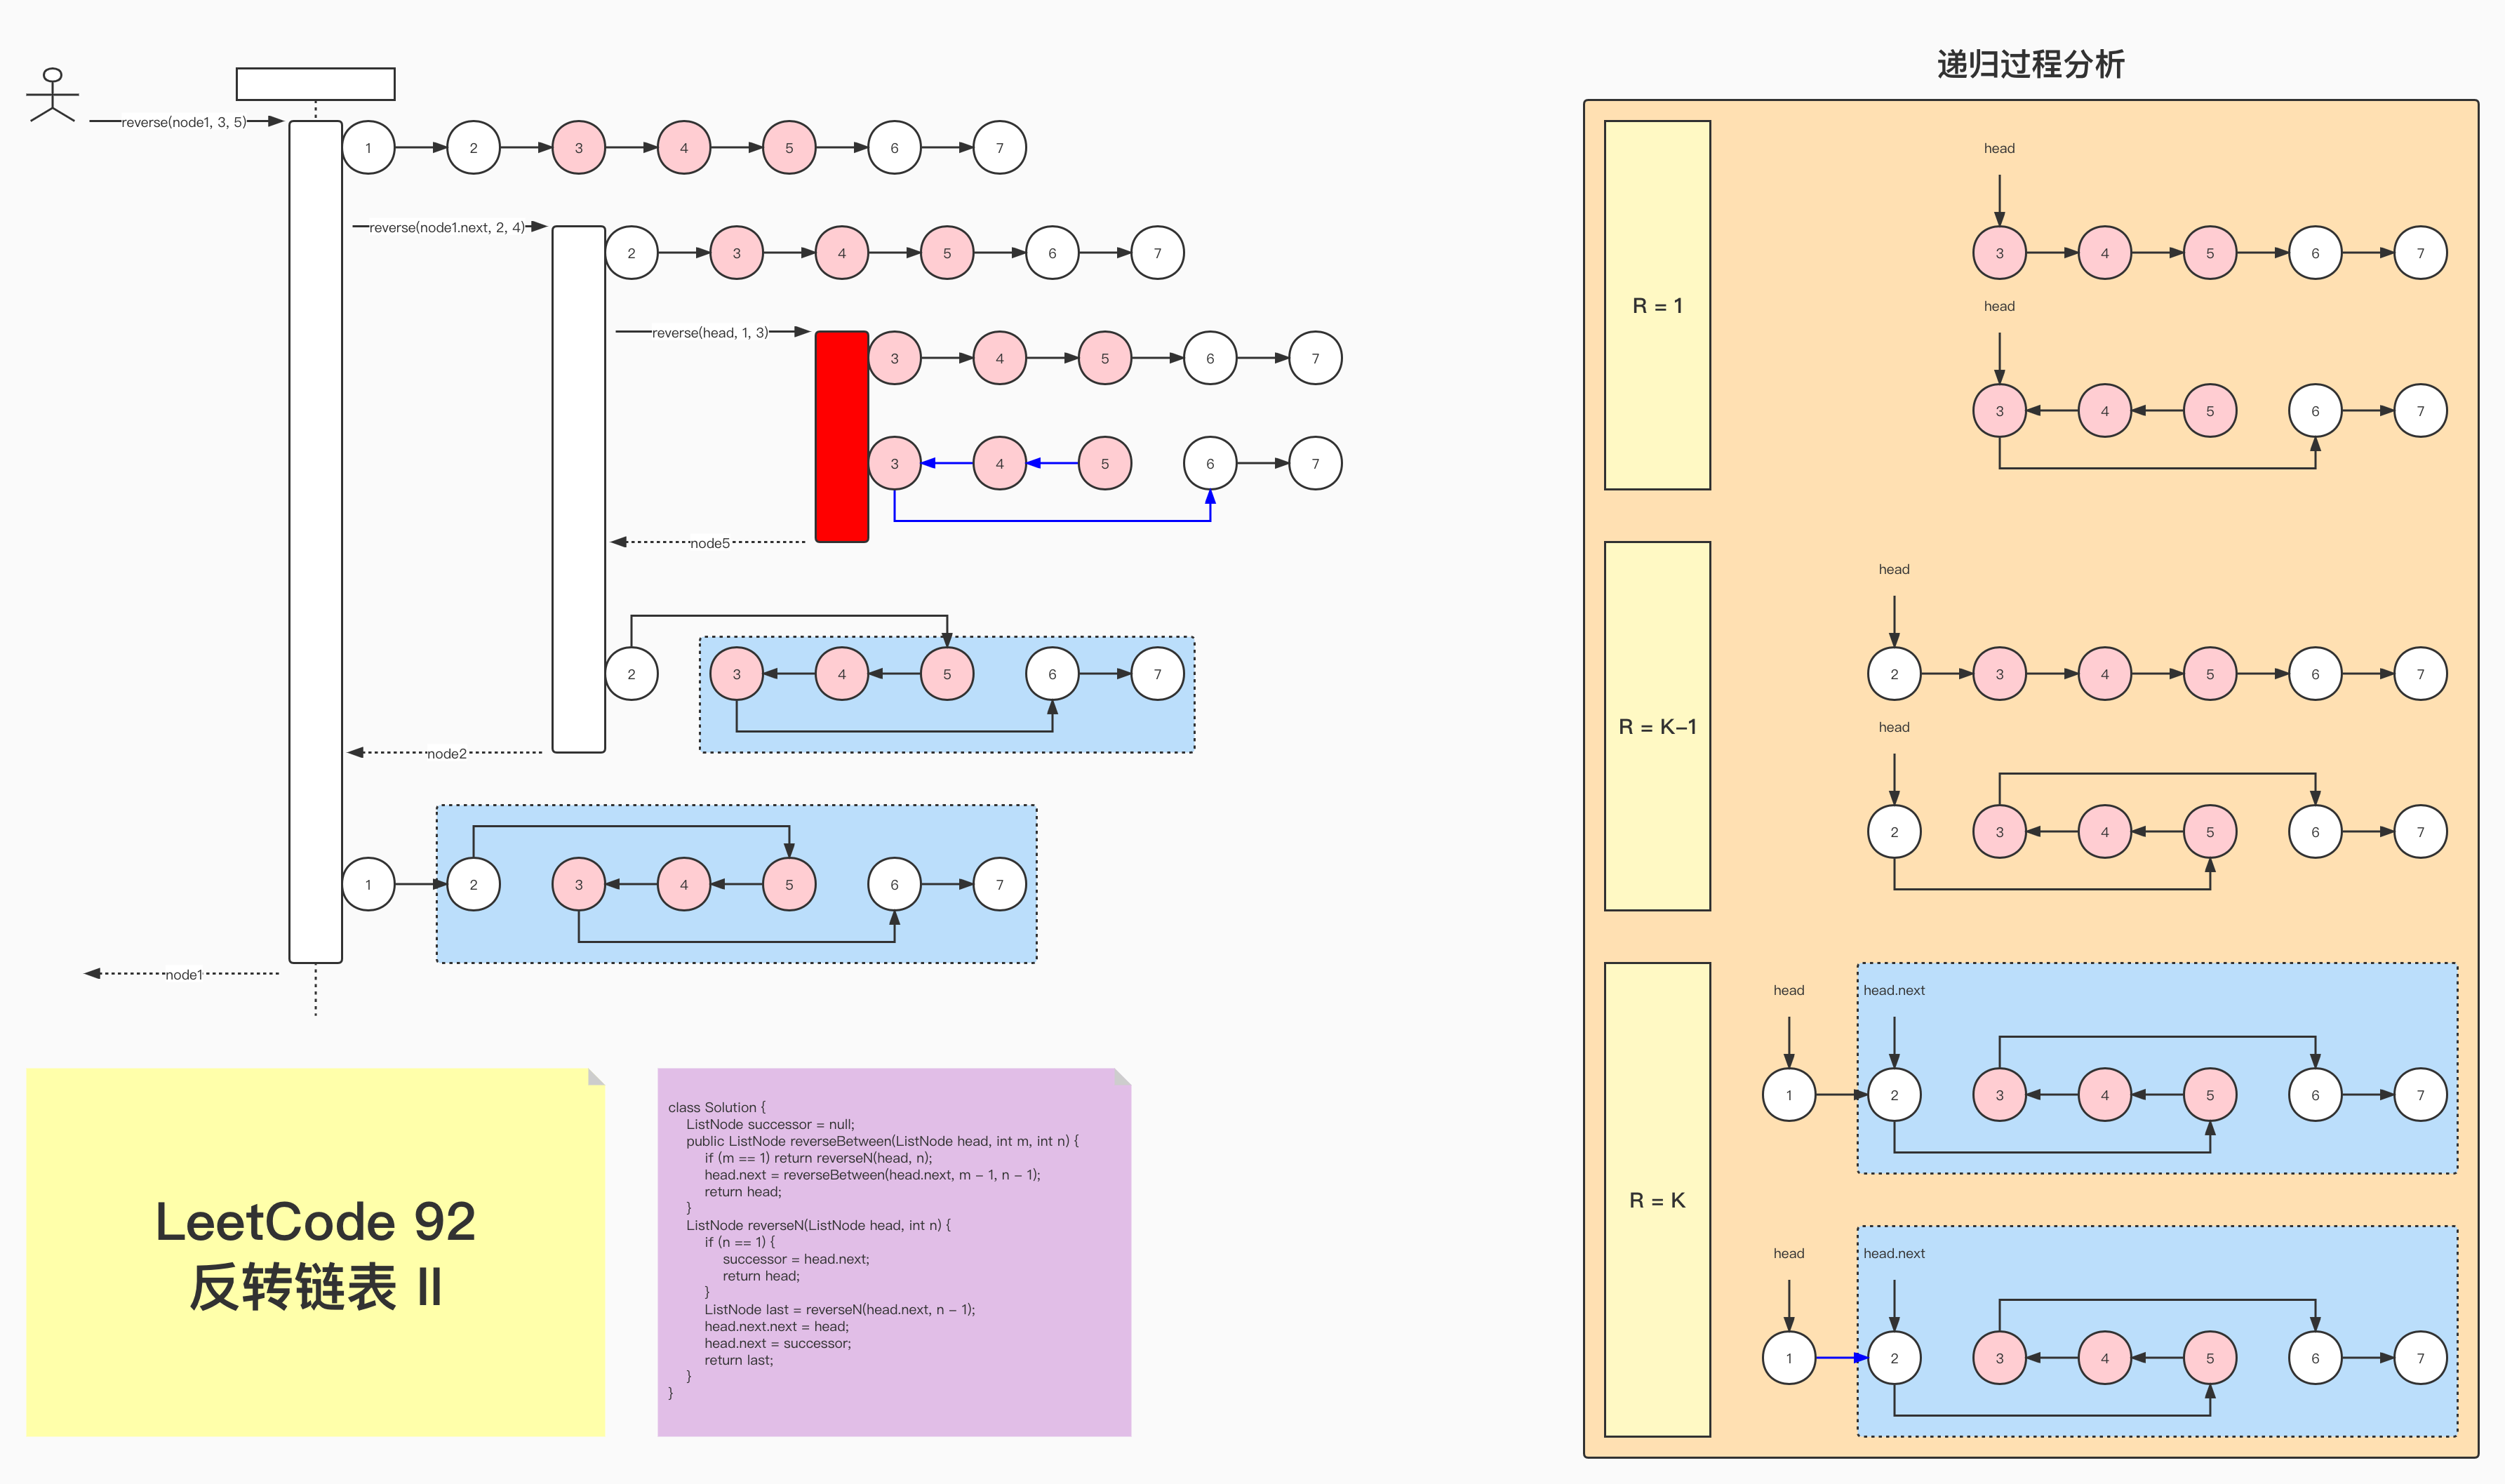 reverse(node1, 3, 5)
1 2 3 4 5 6 7
reverse(node1.next, 2, 4)
2 3 4 5 6 7
reverse(head, 1, 3)
3 4 5 6 7
3 4 5 6 7
node5
2 3 4 5 6 7
node2
1 2 3 4 5 6 7
node1
LeetCode 92
反转链表 II
class Solution {
ListNode successor = null;
public ListNode reverseBetween(ListNode head, int m, int n) {
if (m == 1) return reverseN(head, n);
head.next = reverseBetween(head.next, m – 1, n – 1);
return head;
}
ListNode reverseN(ListNode head, int n) {
if (n == 1) {
successor = head.next;
return head;
}
ListNode last = reverseN(head.next, n – 1);
head.next.next = head;
head.next = successor;
return last;
}
}
递归过程分析
R = 1
head
3 4 5 6 7
head
3 4 5 6 7
R = K–1
head
2 3 4 5 6 7
head
2 3 4 5 6 7
R = K
head head.next
1 2 3 4 5 6 7
head head.next
1 2 3 4 5 6 7